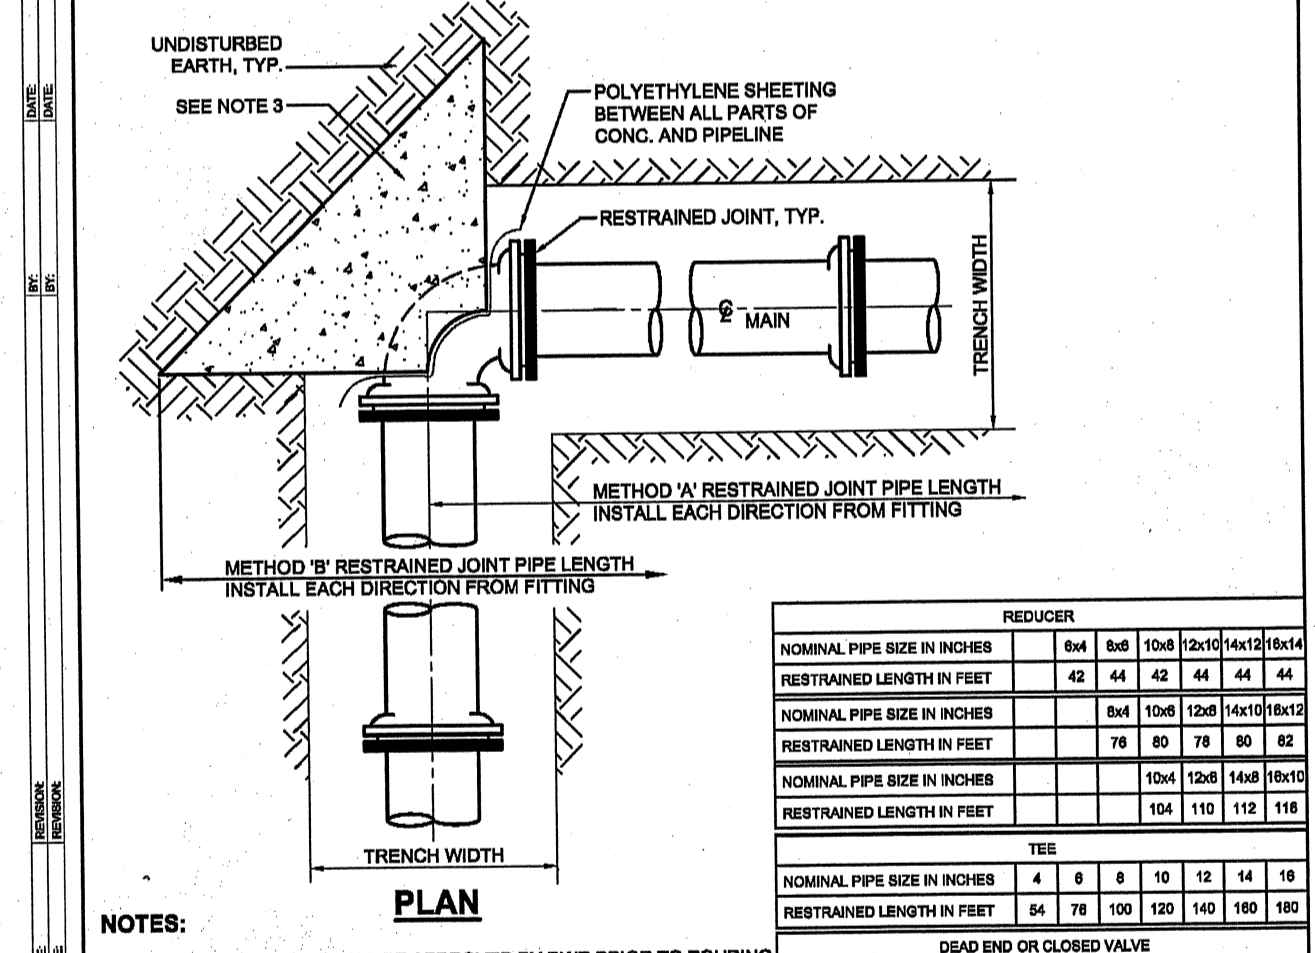 UNDISTURBED
EARTH, TYP.
SEE NOTE 3
POLYETHYLENE SHEETING
BETWEEN ALL PARTS OF
CONC. AND PIPELINE
RESTRAINED JOINT, TYP.
℄ MAIN
TRENCH WIDTH
METHOD 'A' RESTRAINED JOINT PIPE LENGTH
INSTALL EACH DIRECTION FROM FITTING
METHOD 'B' RESTRAINED JOINT PIPE LENGTH
INSTALL EACH DIRECTION FROM FITTING
TRENCH WIDTH
PLAN
NOTES:
REDUCER
NOMINAL PIPE SIZE IN INCHES 6x4 8x6 10x8 12x10 14x12 16x14
RESTRAINED LENGTH IN FEET 42 44 42 44 44 44
NOMINAL PIPE SIZE IN INCHES 8x4 10x6 12x8 14x10 16x12
RESTRAINED LENGTH IN FEET 76 80 78 80 82
NOMINAL PIPE SIZE IN INCHES 10x4 12x6 14x8 16x10
RESTRAINED LENGTH IN FEET 104 110 112 116
TEE
NOMINAL PIPE SIZE IN INCHES 4 6 8 10 12 14 16
RESTRAINED LENGTH IN FEET 54 76 100 120 140 160 180
DEAD END OR CLOSED VALVE
REVISION: BY: DATE:
REVISION: BY: DATE: